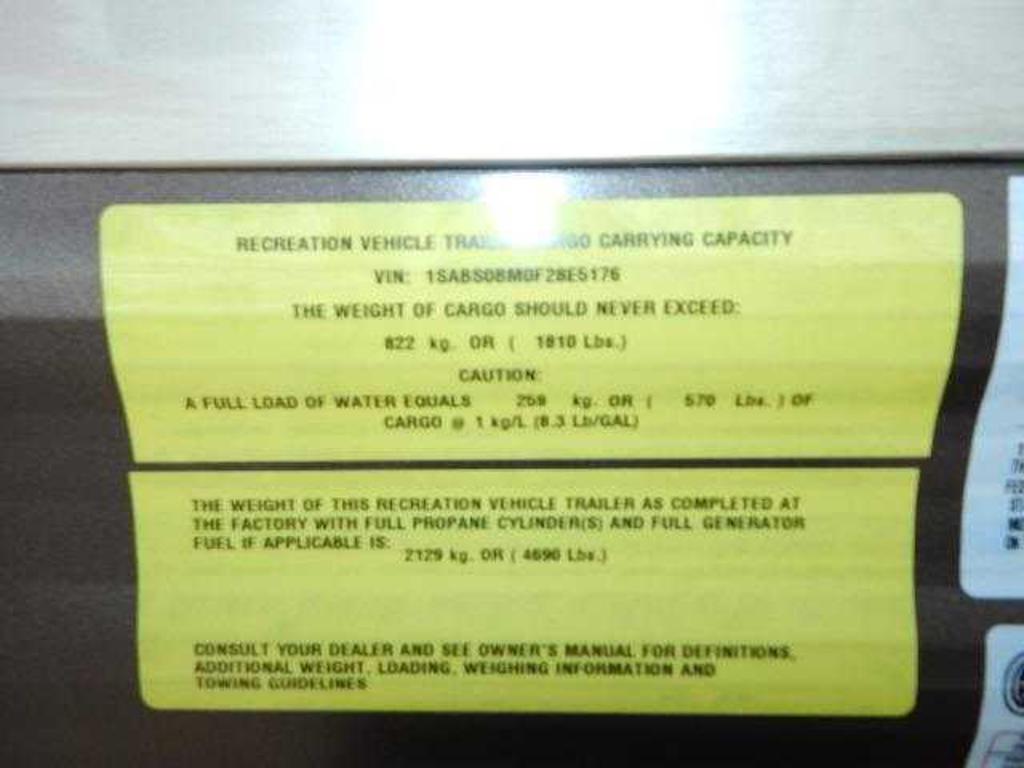 RECREATION VEHICLE CARRYING CAPACITY
VIN: 1SABS0BM0F28E5176
THE WEIGHT OF CARGO SHOULD NEVER EXCEED:
822 kg. OR ( 1810 Lbs.)
CAUTION:
A FULL LOAD OF WATER EQUALS 259 kg. OR ( 570 Lbs. ) OF
CARGO @ 1 kg/L (8.3 Lb/GAL)
THE WEIGHT OF THIS RECREATION VEHICLE TRAILER AS COMPLETED AT
THE FACTORY WITH FULL PROPANE CYLINDER(S) AND FULL GENERATOR
FUEL IF APPLICABLE IS:
2129 kg. OR ( 4690 Lbs.)
CONSULT YOUR DEALER AND SEE OWNER'S MANUAL FOR DEFINITIONS,
ADDITIONAL WEIGHT, LOADING, WEIGHING INFORMATION AND
TOWING GUIDELINES